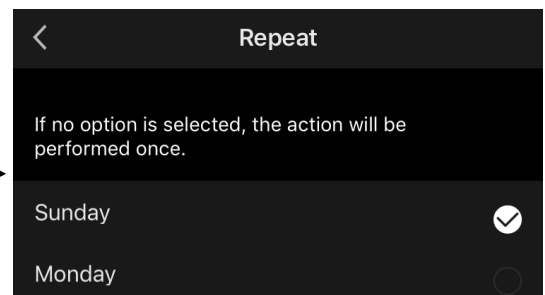 Repeat
If no option is selected, the action will be
performed once.
Sunday
Monday